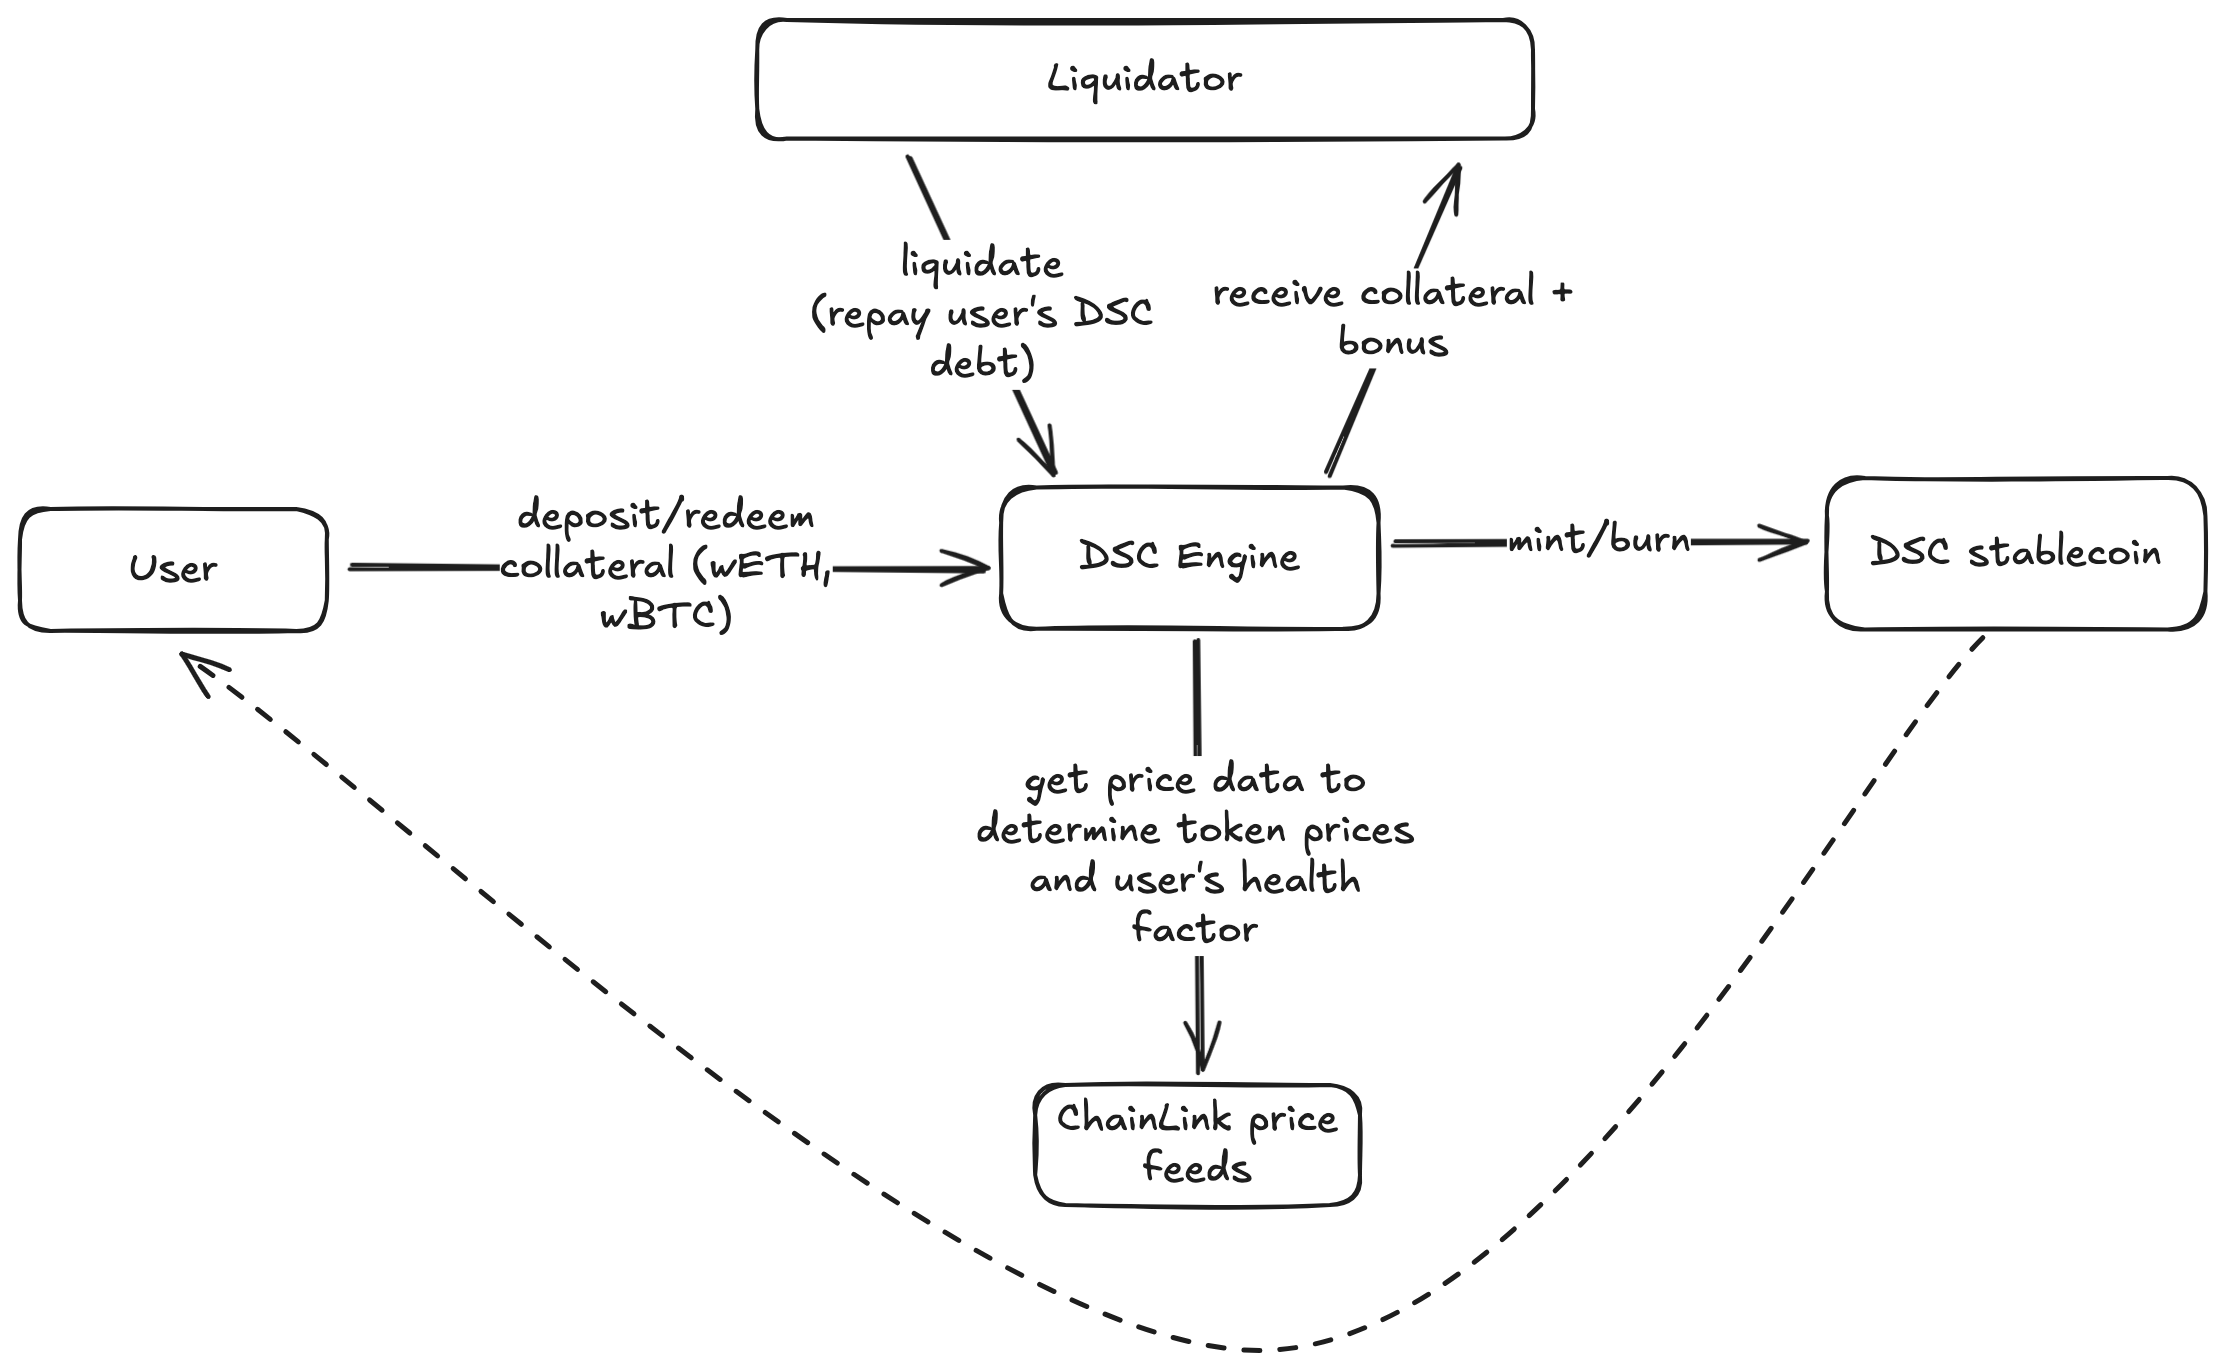 Liquidator
liquidate
(repay user's DSC
debt)
receive collateral +
bonus
User
deposit/redeem
collateral (wETH,
wBTC)
DSC Engine
mint/burn
DSC stablecoin
get price data to
determine token prices
and user's health
factor
ChainLink price
feeds